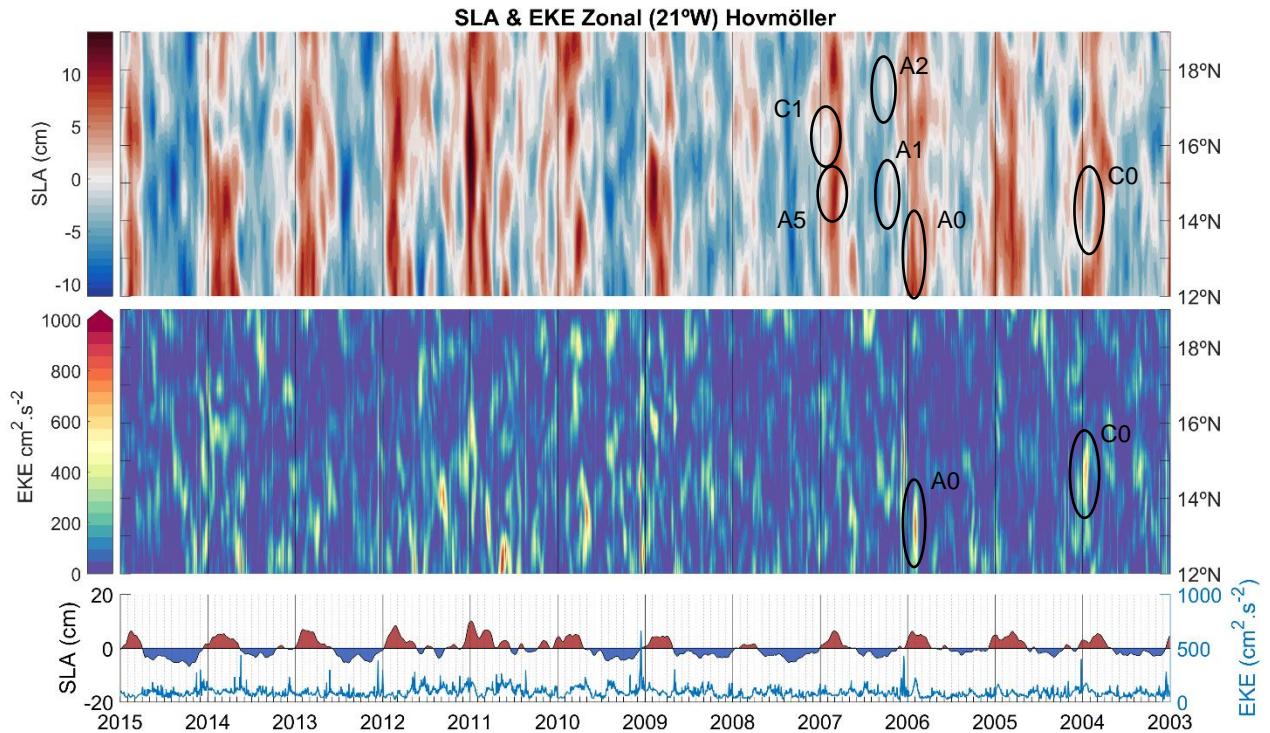 SLA & EKE Zonal (21ºW) Hovmöller
SLA (cm)
10
5
0
-5
-10
18ºN
16ºN
14ºN
12ºN
A2
C1
A1
C0
A5
A0
EKE cm².s⁻²
1000
800
600
400
200
0
18ºN
16ºN
14ºN
12ºN
C0
A0
SLA (cm)
20
0
-20
1000
500
0
EKE (cm².s⁻²)
2015 2014 2013 2012 2011 2010 2009 2008 2007 2006 2005 2004 2003